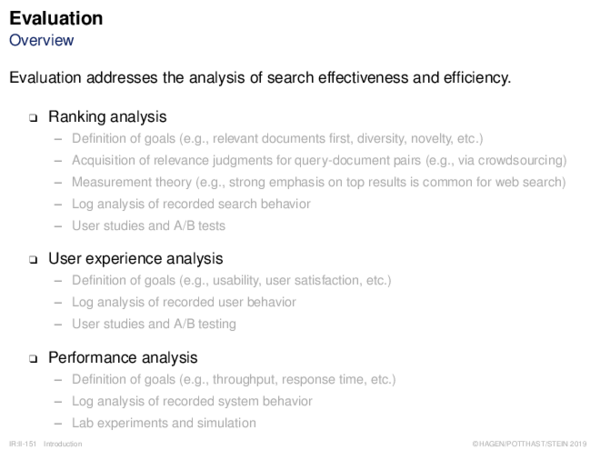 Evaluation
Overview
Evaluation addresses the analysis of search effectiveness and efficiency.
❑ Ranking analysis
– Definition of goals (e.g., relevant documents first, diversity, novelty, etc.)
– Acquisition of relevance judgments for query-document pairs (e.g., via crowdsourcing)
– Measurement theory (e.g., strong emphasis on top results is common for web search)
– Log analysis of recorded search behavior
– User studies and A/B tests
❑ User experience analysis
– Definition of goals (e.g., usability, user satisfaction, etc.)
– Log analysis of recorded user behavior
– User studies and A/B testing
❑ Performance analysis
– Definition of goals (e.g., throughput, response time, etc.)
– Log analysis of recorded system behavior
– Lab experiments and simulation
IR:II-151 Introduction ©HAGEN/POTTHAST/STEIN 2019